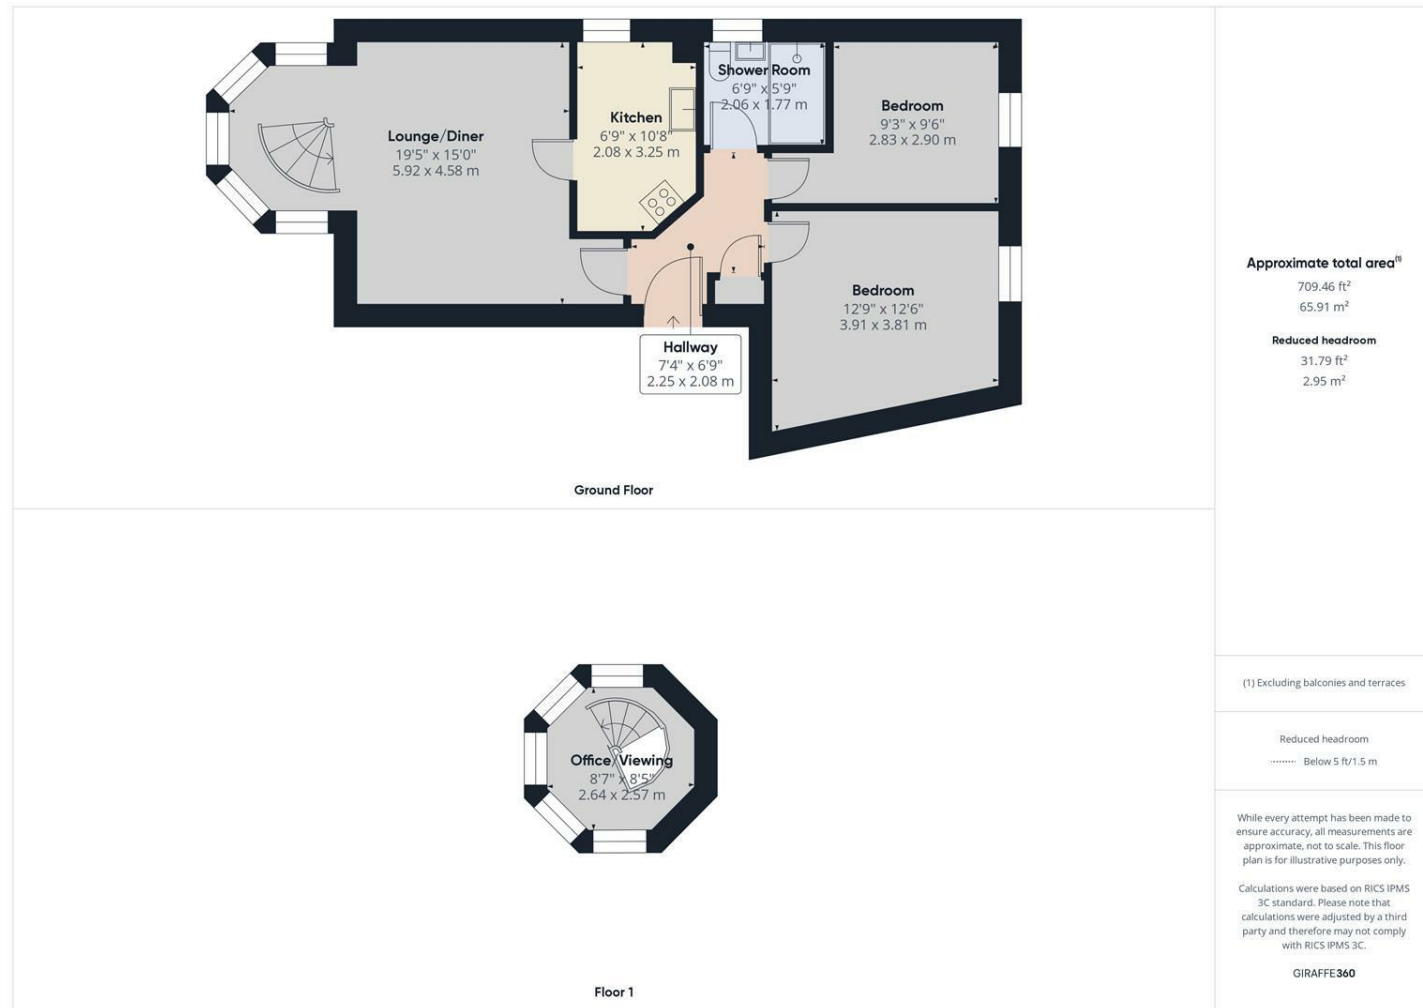 Lounge/Diner
19'5" x 15'0"
5.92 x 4.58 m
Kitchen
6'9" x 10'8"
2.08 x 3.25 m
Shower Room
6'9" x 5'9"
2.06 x 1.77 m
Bedroom
9'3" x 9'6"
2.83 x 2.90 m
Bedroom
12'9" x 12'6"
3.91 x 3.81 m
Hallway
7'4" x 6'9"
2.25 x 2.08 m
Ground Floor
Office/Viewing
8'7" x 8'5"
2.64 x 2.57 m
Floor 1
Approximate total area(1)
709.46 ft²
65.91 m²
Reduced headroom
31.79 ft²
2.95 m²
(1) Excluding balconies and terraces
Reduced headroom
Below 5 ft/1.5 m
While every attempt has been made to
ensure accuracy, all measurements are
approximate, not to scale. This floor
plan is for illustrative purposes only.
Calculations were based on RICS IPMS
3C standard. Please note that
calculations were adjusted by a third
party and therefore may not comply
with RICS IPMS 3C.
GIRAFFE360